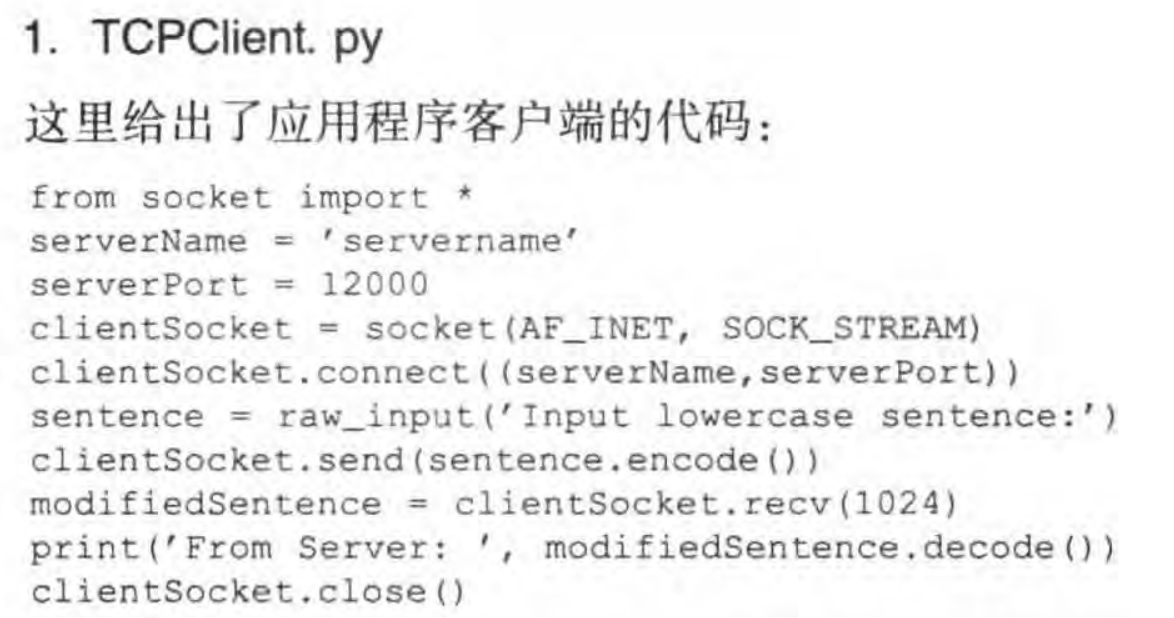 1. TCPClient. py
这里给出了应用程序客户端的代码：
from socket import *
serverName = 'servername'
serverPort = 12000
clientSocket = socket(AF_INET, SOCK_STREAM)
clientSocket.connect((serverName,serverPort))
sentence = raw_input('Input lowercase sentence:')
clientSocket.send(sentence.encode())
modifiedSentence = clientSocket.recv(1024)
print('From Server: ', modifiedSentence.decode())
clientSocket.close()